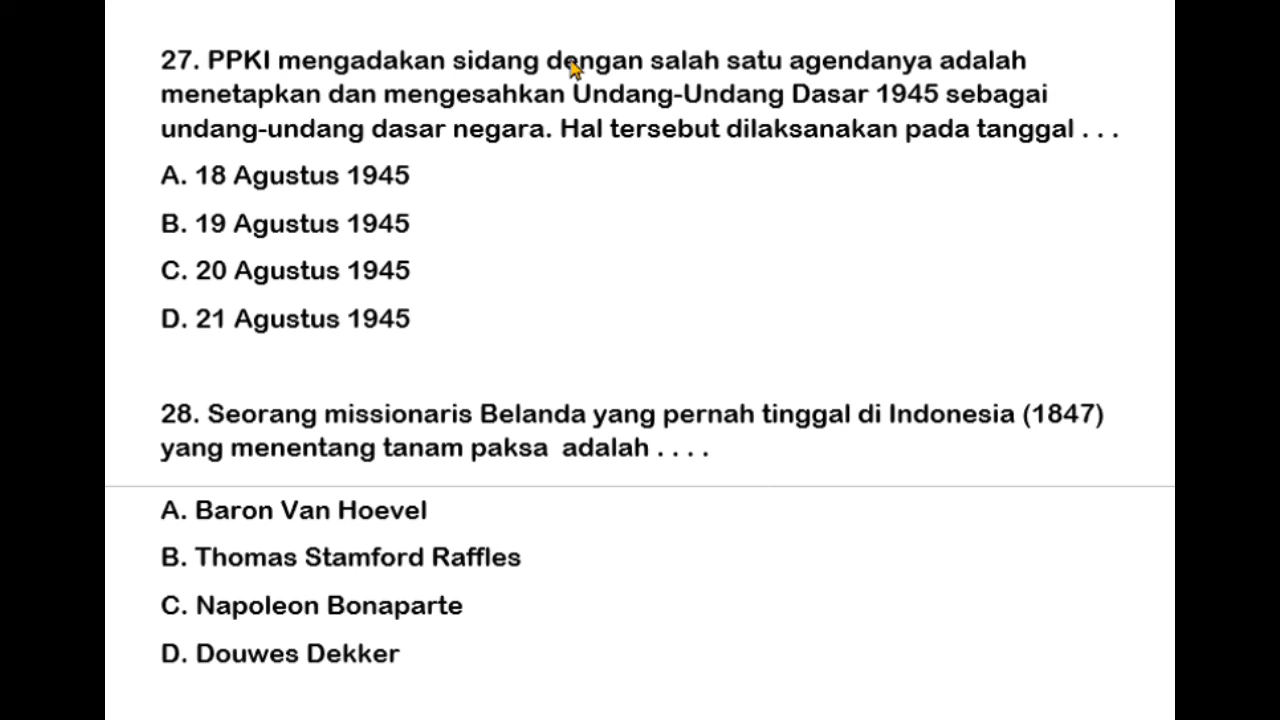 27. PPKI mengadakan sidang dengan salah satu agendanya adalah
menetapkan dan mengesahkan Undang-Undang Dasar 1945 sebagai
undang-undang dasar negara. Hal tersebut dilaksanakan pada tanggal . . .
A. 18 Agustus 1945
B. 19 Agustus 1945
C. 20 Agustus 1945
D. 21 Agustus 1945
28. Seorang missionaris Belanda yang pernah tinggal di Indonesia (1847)
yang menentang tanam paksa adalah . . . .
A. Baron Van Hoevel
B. Thomas Stamford Raffles
C. Napoleon Bonaparte
D. Douwes Dekker